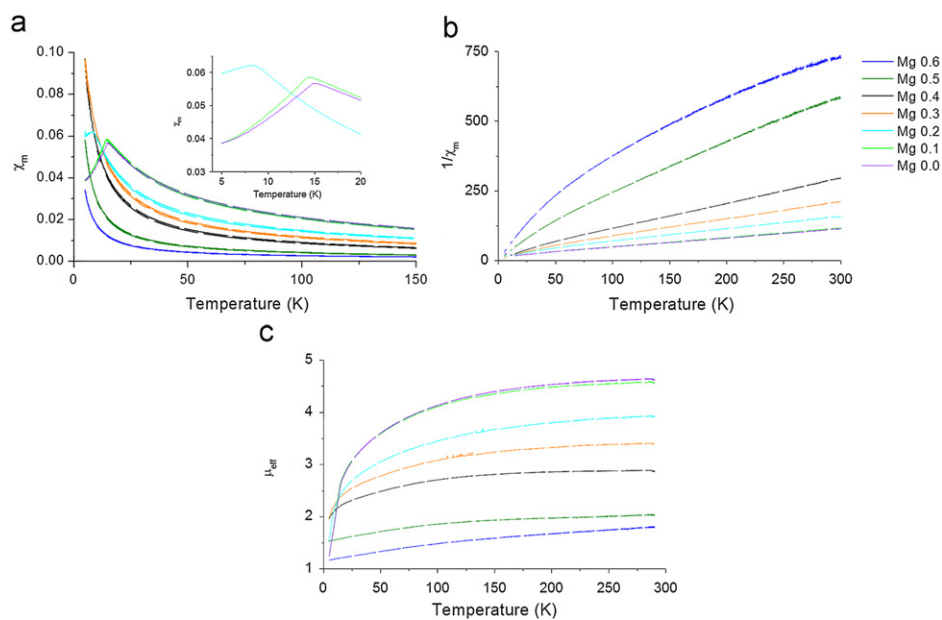 a
χm
0.10
0.08
0.06
0.04
0.02
0.00
0
50
100
150
Temperature (K)
χm
0.06
0.05
0.04
0.03
5
10
15
20
Temperature (K)
b
1/χm
750
500
250
0
0
50
100
150
200
250
300
Temperature (K)
Mg 0.6
Mg 0.5
Mg 0.4
Mg 0.3
Mg 0.2
Mg 0.1
Mg 0.0
c
μeff
5
4
3
2
1
0
50
100
150
200
250
300
Temperature (K)